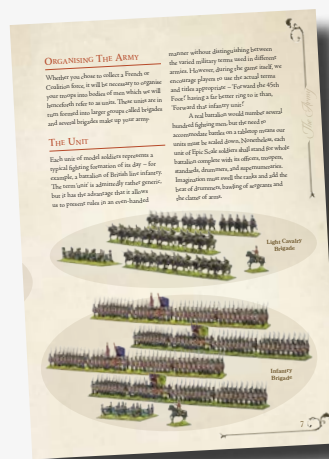 ORGANISING THE ARMY
Whether you choose to collect a French or
Coalition force, it will be necessary to organise
your troops into bodies of men which we will
henceforth refer to as units. These units are in
turn formed into larger groups called brigades
and several brigades make up your army.
THE UNIT
Each unit of model soldiers represents a
typical fighting formation of its day – for
example, a battalion of British line infantry.
The term 'unit' is admittedly rather generic,
but it has the advantage that it allows
us to present rules in an even-handed
manner without distinguishing between
the varied military terms used in different
armies. However, during the game itself, we
encourage players to use the actual terms
and titles appropriate – 'Forward the 45th
Foot!' having a far better ring to it than,
'Forward that infantry unit!'
A real battalion would number several
hundred fighting men, but the need to
accommodate battles on a tabletop means our
units must be scaled down. Nonetheless, each
unit of Epic Scale soldiers shall stand for whole
battalion complete with its officers, troopers,
standards, drummers, and supernumeraries.
Imagination must swell the ranks and add the
beat of drummers, bawling of sergeants and
the clamor of arms.
Light Cavalry
Brigade
Infantry
Brigade
7